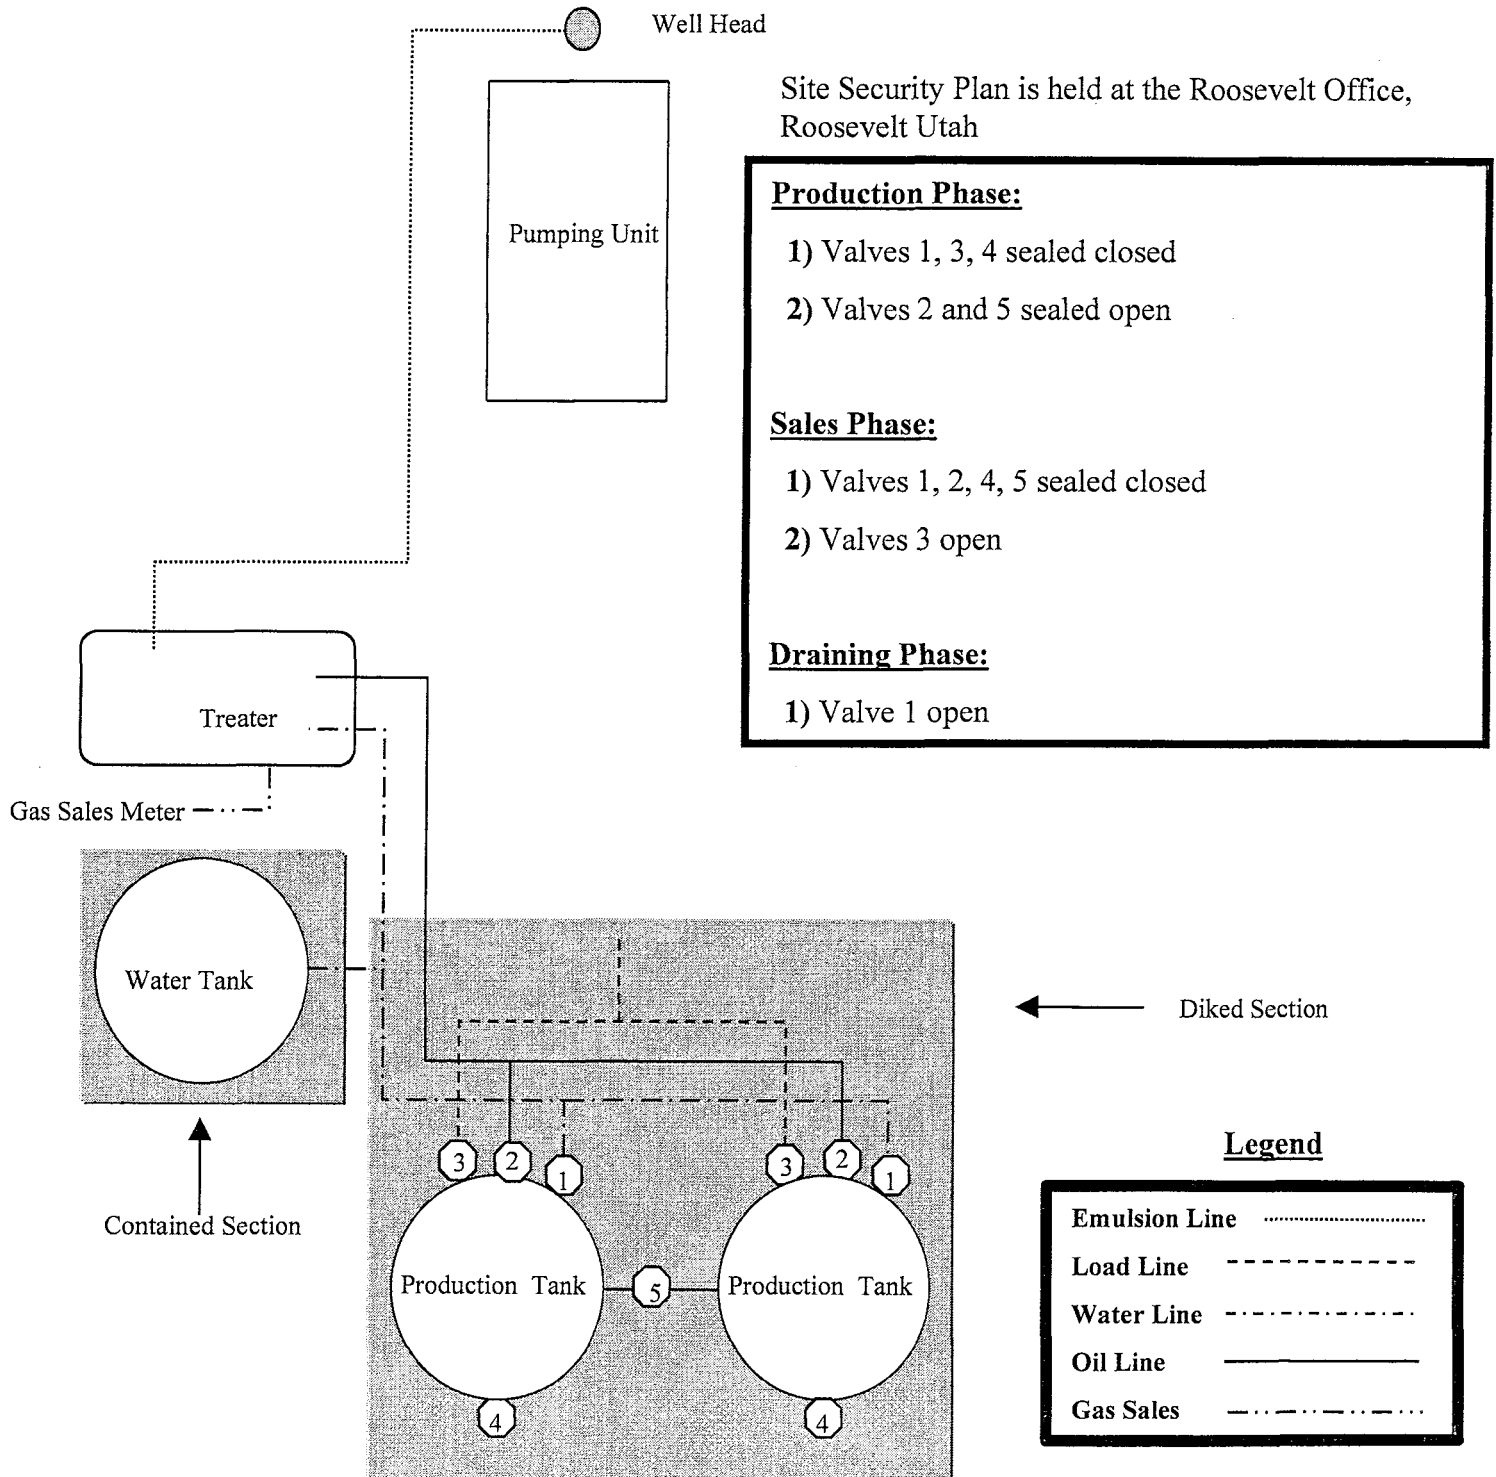 Well Head
Site Security Plan is held at the Roosevelt Office,
Roosevelt Utah
Pumping Unit
Production Phase:
1) Valves 1, 3, 4 sealed closed
2) Valves 2 and 5 sealed open
Sales Phase:
1) Valves 1, 2, 4, 5 sealed closed
2) Valves 3 open
Draining Phase:
1) Valve 1 open
Treater
Gas Sales Meter
Water Tank
Diked Section
Contained Section
3 2 1 3 2 1
Production Tank 5 Production Tank
4 4
Legend
Emulsion Line
Load Line
Water Line
Oil Line
Gas Sales